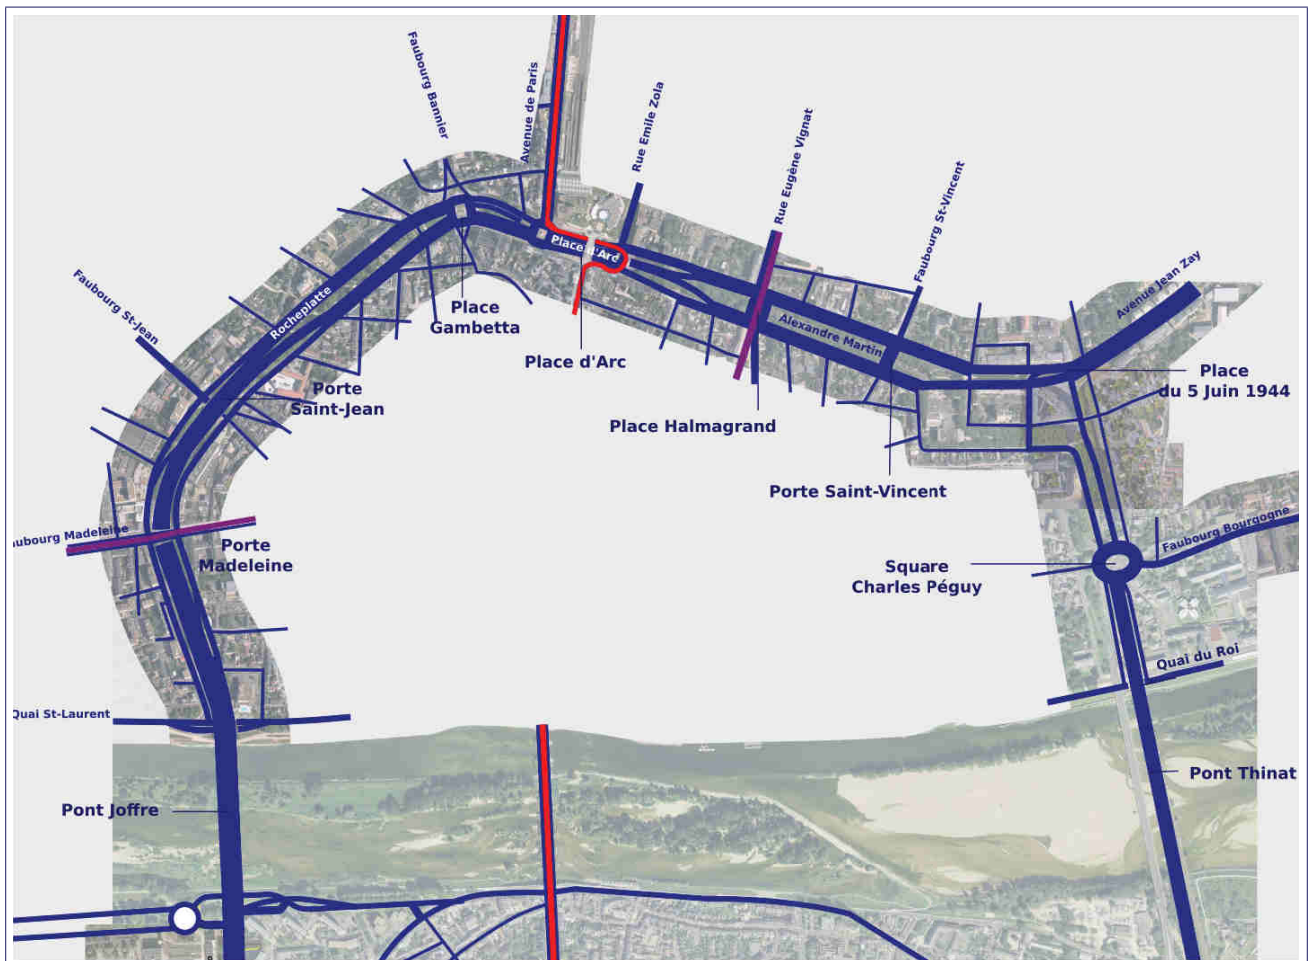 Faubourg Bannier
Avenue de Paris
Rue Emile Zola
Rue Eugène Vignat
Faubourg St-Vincent
Avenue Jean Zay
Place d'Arc
Faubourg St-Jean
Rocheplatte
Place
Gambetta
Alexandre Martin
Place d'Arc
Place
du 5 Juin 1944
Porte
Saint-Jean
Place Halmagrand
Porte Saint-Vincent
aubourg Madeleine
Porte
Madeleine
Faubourg Bourgogne
Square
Charles Péguy
Quai du Roi
Quai St-Laurent
Pont Thinat
Pont Joffre